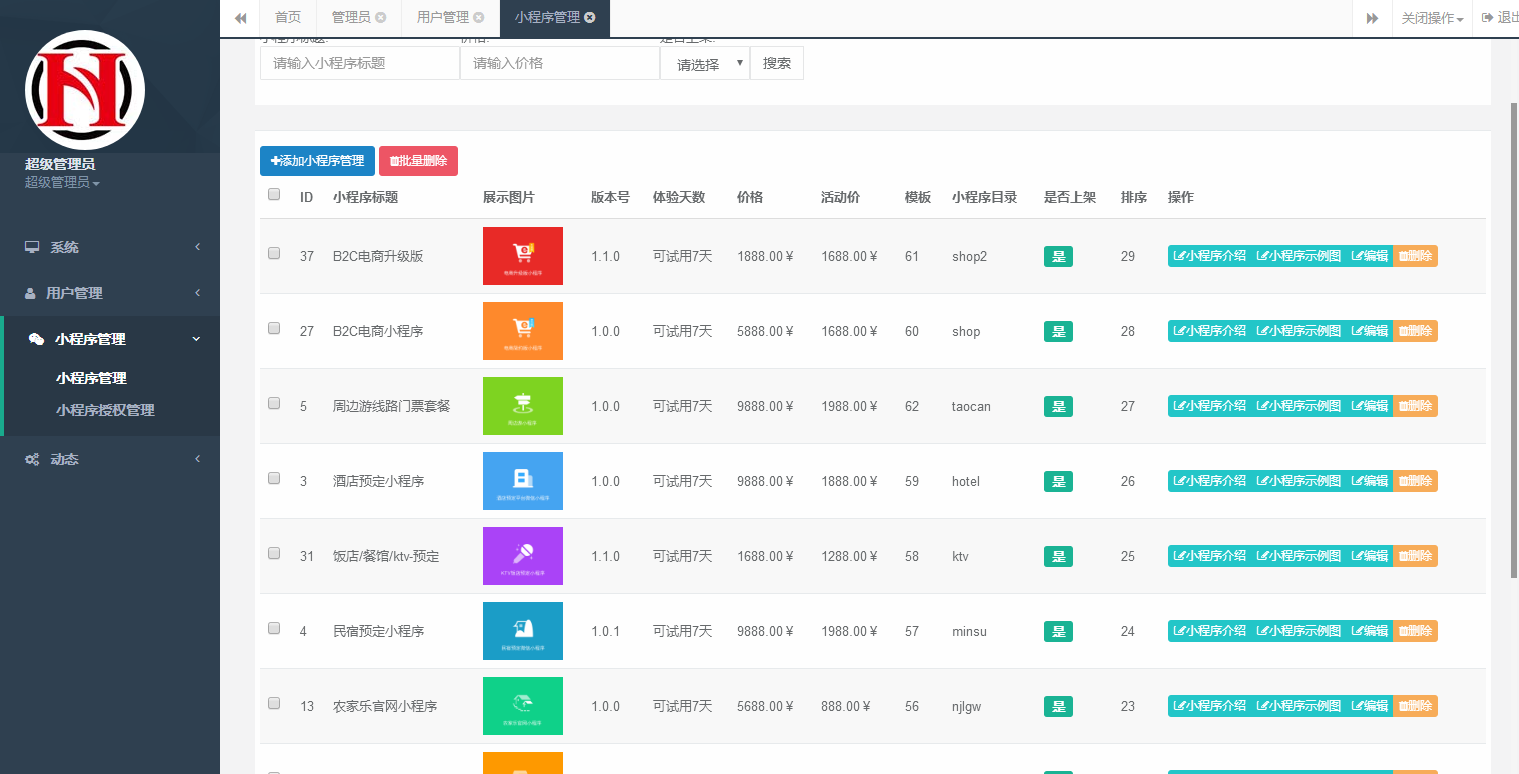 首页 管理员 用户管理 小程序管理 关闭操作 退出
超级管理员
超级管理员
系统
用户管理
小程序管理
小程序管理
小程序授权管理
动态
小程序标题: 价格: 是否上架:
请输入小程序标题 请输入价格 请选择 搜索
添加小程序管理 批量删除
ID 小程序标题 展示图片 版本号 体验天数 价格 活动价 模板 小程序目录 是否上架 排序 操作
37 B2C电商升级版 1.1.0 可试用7天 1888.00¥ 1688.00¥ 61 shop2 是 29 小程序介绍 小程序示例图 编辑 删除
27 B2C电商小程序 1.0.0 可试用7天 5888.00¥ 1688.00¥ 60 shop 是 28 小程序介绍 小程序示例图 编辑 删除
5 周边游线路门票套餐 1.0.0 可试用7天 9888.00¥ 1988.00¥ 62 taocan 是 27 小程序介绍 小程序示例图 编辑 删除
3 酒店预定小程序 1.0.0 可试用7天 9888.00¥ 1888.00¥ 59 hotel 是 26 小程序介绍 小程序示例图 编辑 删除
31 饭店/餐馆/ktv-预定 1.1.0 可试用7天 1688.00¥ 1288.00¥ 58 ktv 是 25 小程序介绍 小程序示例图 编辑 删除
4 民宿预定小程序 1.0.1 可试用7天 9888.00¥ 1988.00¥ 57 minsu 是 24 小程序介绍 小程序示例图 编辑 删除
13 农家乐官网小程序 1.0.0 可试用7天 5688.00¥ 888.00¥ 56 njlgw 是 23 小程序介绍 小程序示例图 编辑 删除